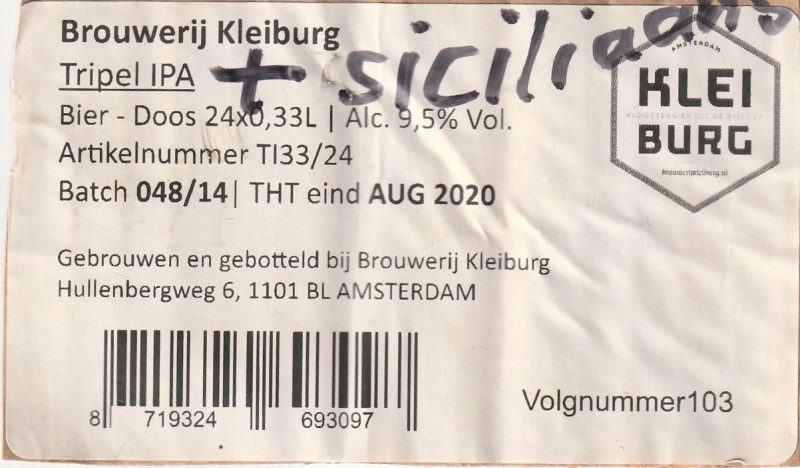 Brouwerij Kleiburg
Tripel IPA + siciliaans
Bier - Doos 24x0,33L | Alc. 9,5% Vol.
Artikelnummer TI33/24
Batch 048/14| THT eind AUG 2020
Gebrouwen en gebotteld bij Brouwerij Kleiburg
Hullenbergweg 6, 1101 BL AMSTERDAM
8 719324 693097
Volgnummer103
AMSTERDAM
KLEI
BURG
brouwerijkleiburg.nl